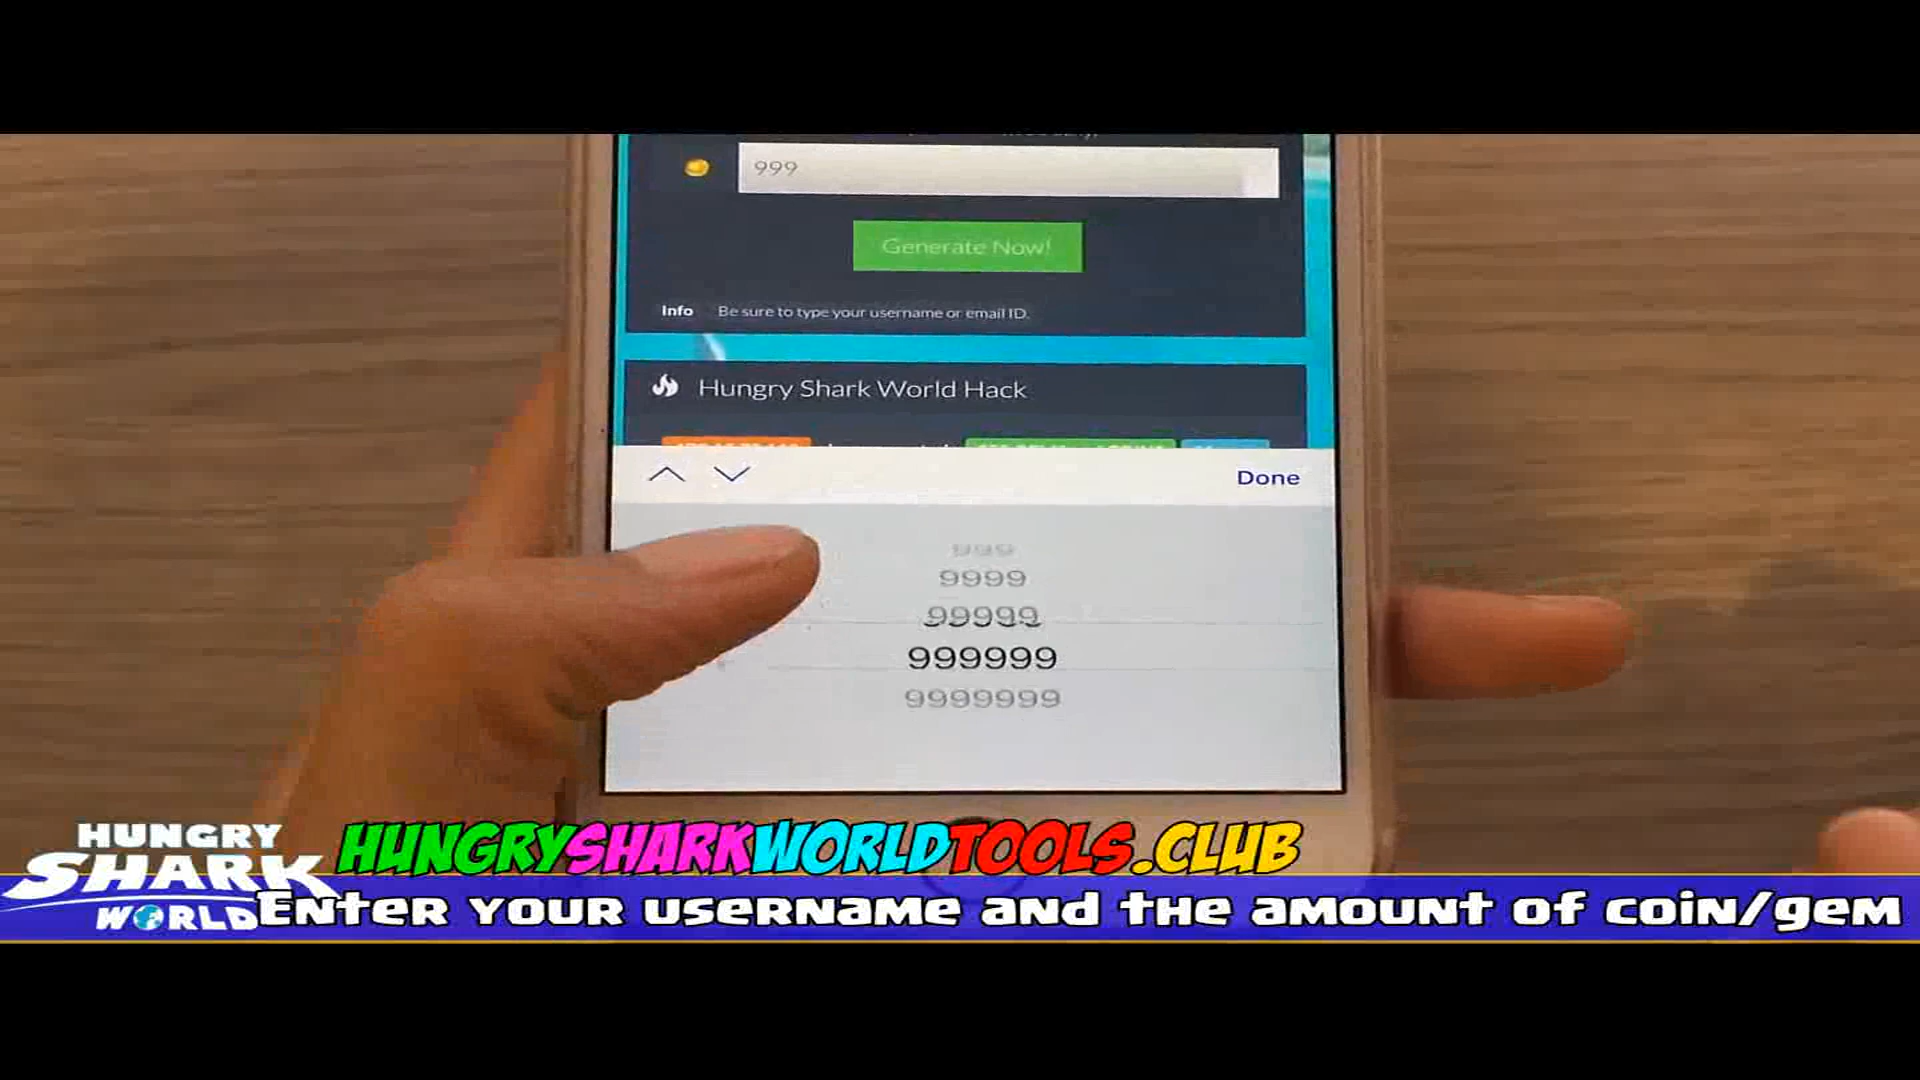 999
Generate Now!
Info Be sure to type your username or email ID.
Hungry Shark World Hack
Done
999
9999
99999
999999
9999999
HUNGRY
SHARK
WORLD
HUNGRYSHARKWORLDTOOLS.CLUB
Enter your username and the amount of coin/gem